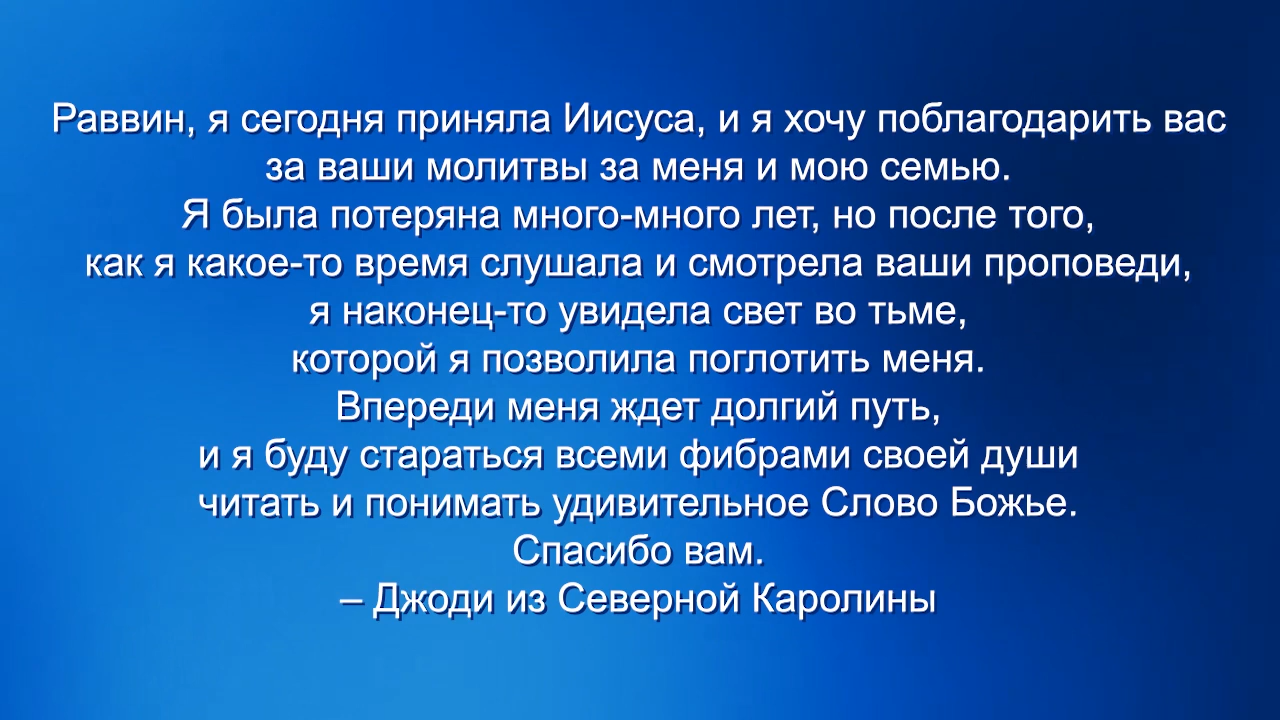 Раввин, я сегодня приняла Иисуса, и я хочу поблагодарить вас
за ваши молитвы за меня и мою семью.
Я была потеряна много-много лет, но после того,
как я какое-то время слушала и смотрела ваши проповеди,
я наконец-то увидела свет во тьме,
которой я позволила поглотить меня.
Впереди меня ждет долгий путь,
и я буду стараться всеми фибрами своей души
читать и понимать удивительное Слово Божье.
Спасибо вам.
– Джоди из Северной Каролины